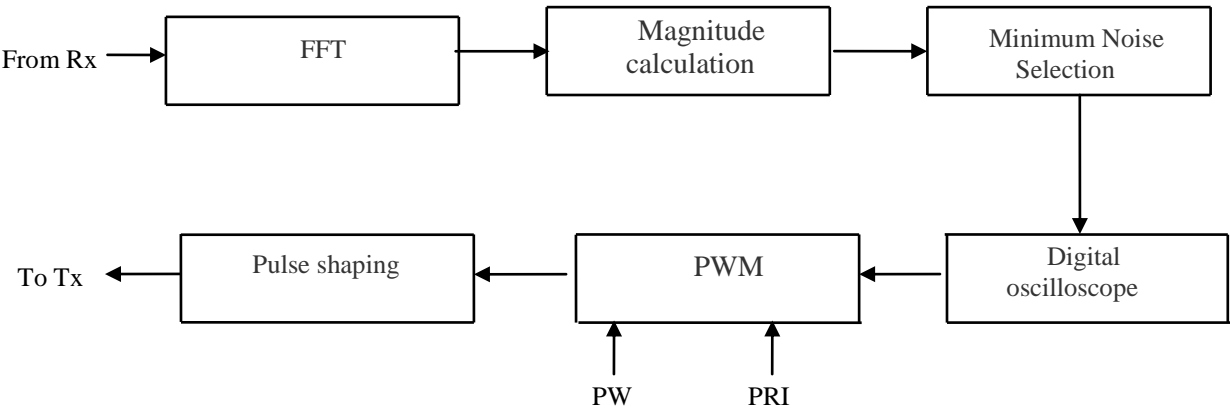 From Rx
FFT
Magnitude
calculation
Minimum Noise
Selection
To Tx
Pulse shaping
PWM
Digital
oscilloscope
PW
PRI